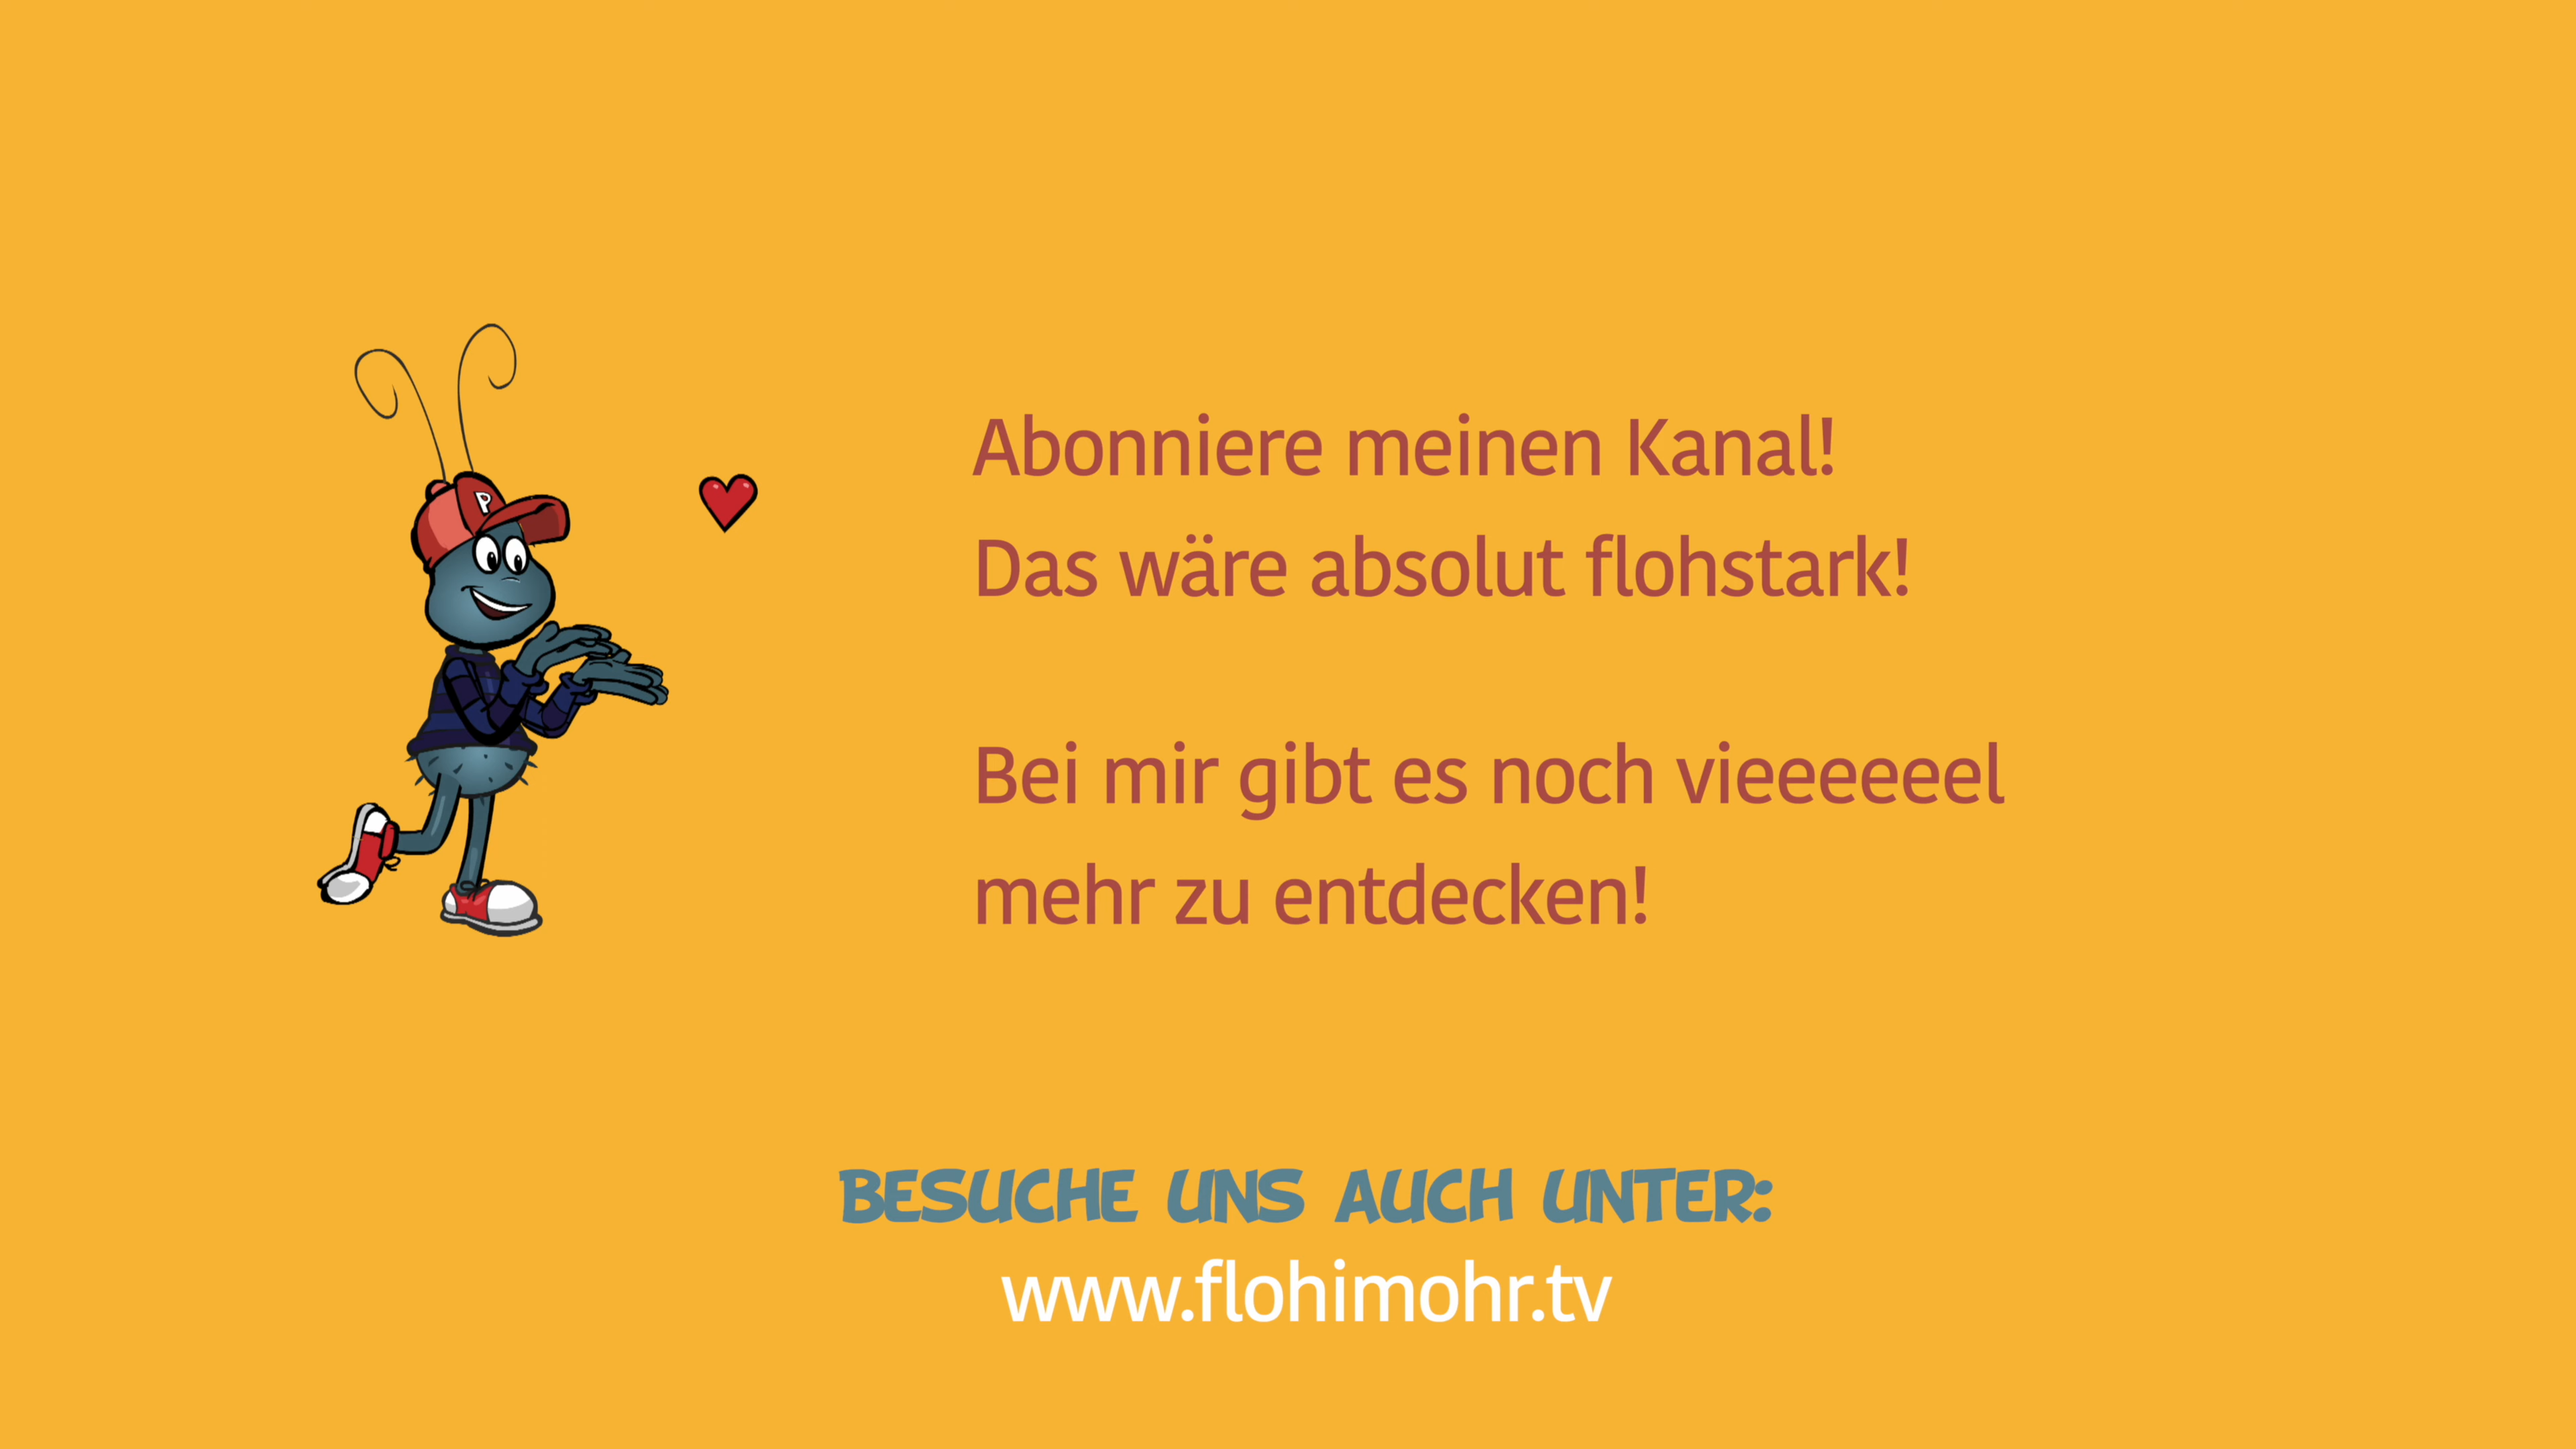 P
Abonniere meinen Kanal!
Das wäre absolut flohstark!
Bei mir gibt es noch vieeeeeel
mehr zu entdecken!
BESUCHE UNS AUCH UNTER:
www.flohimohr.tv